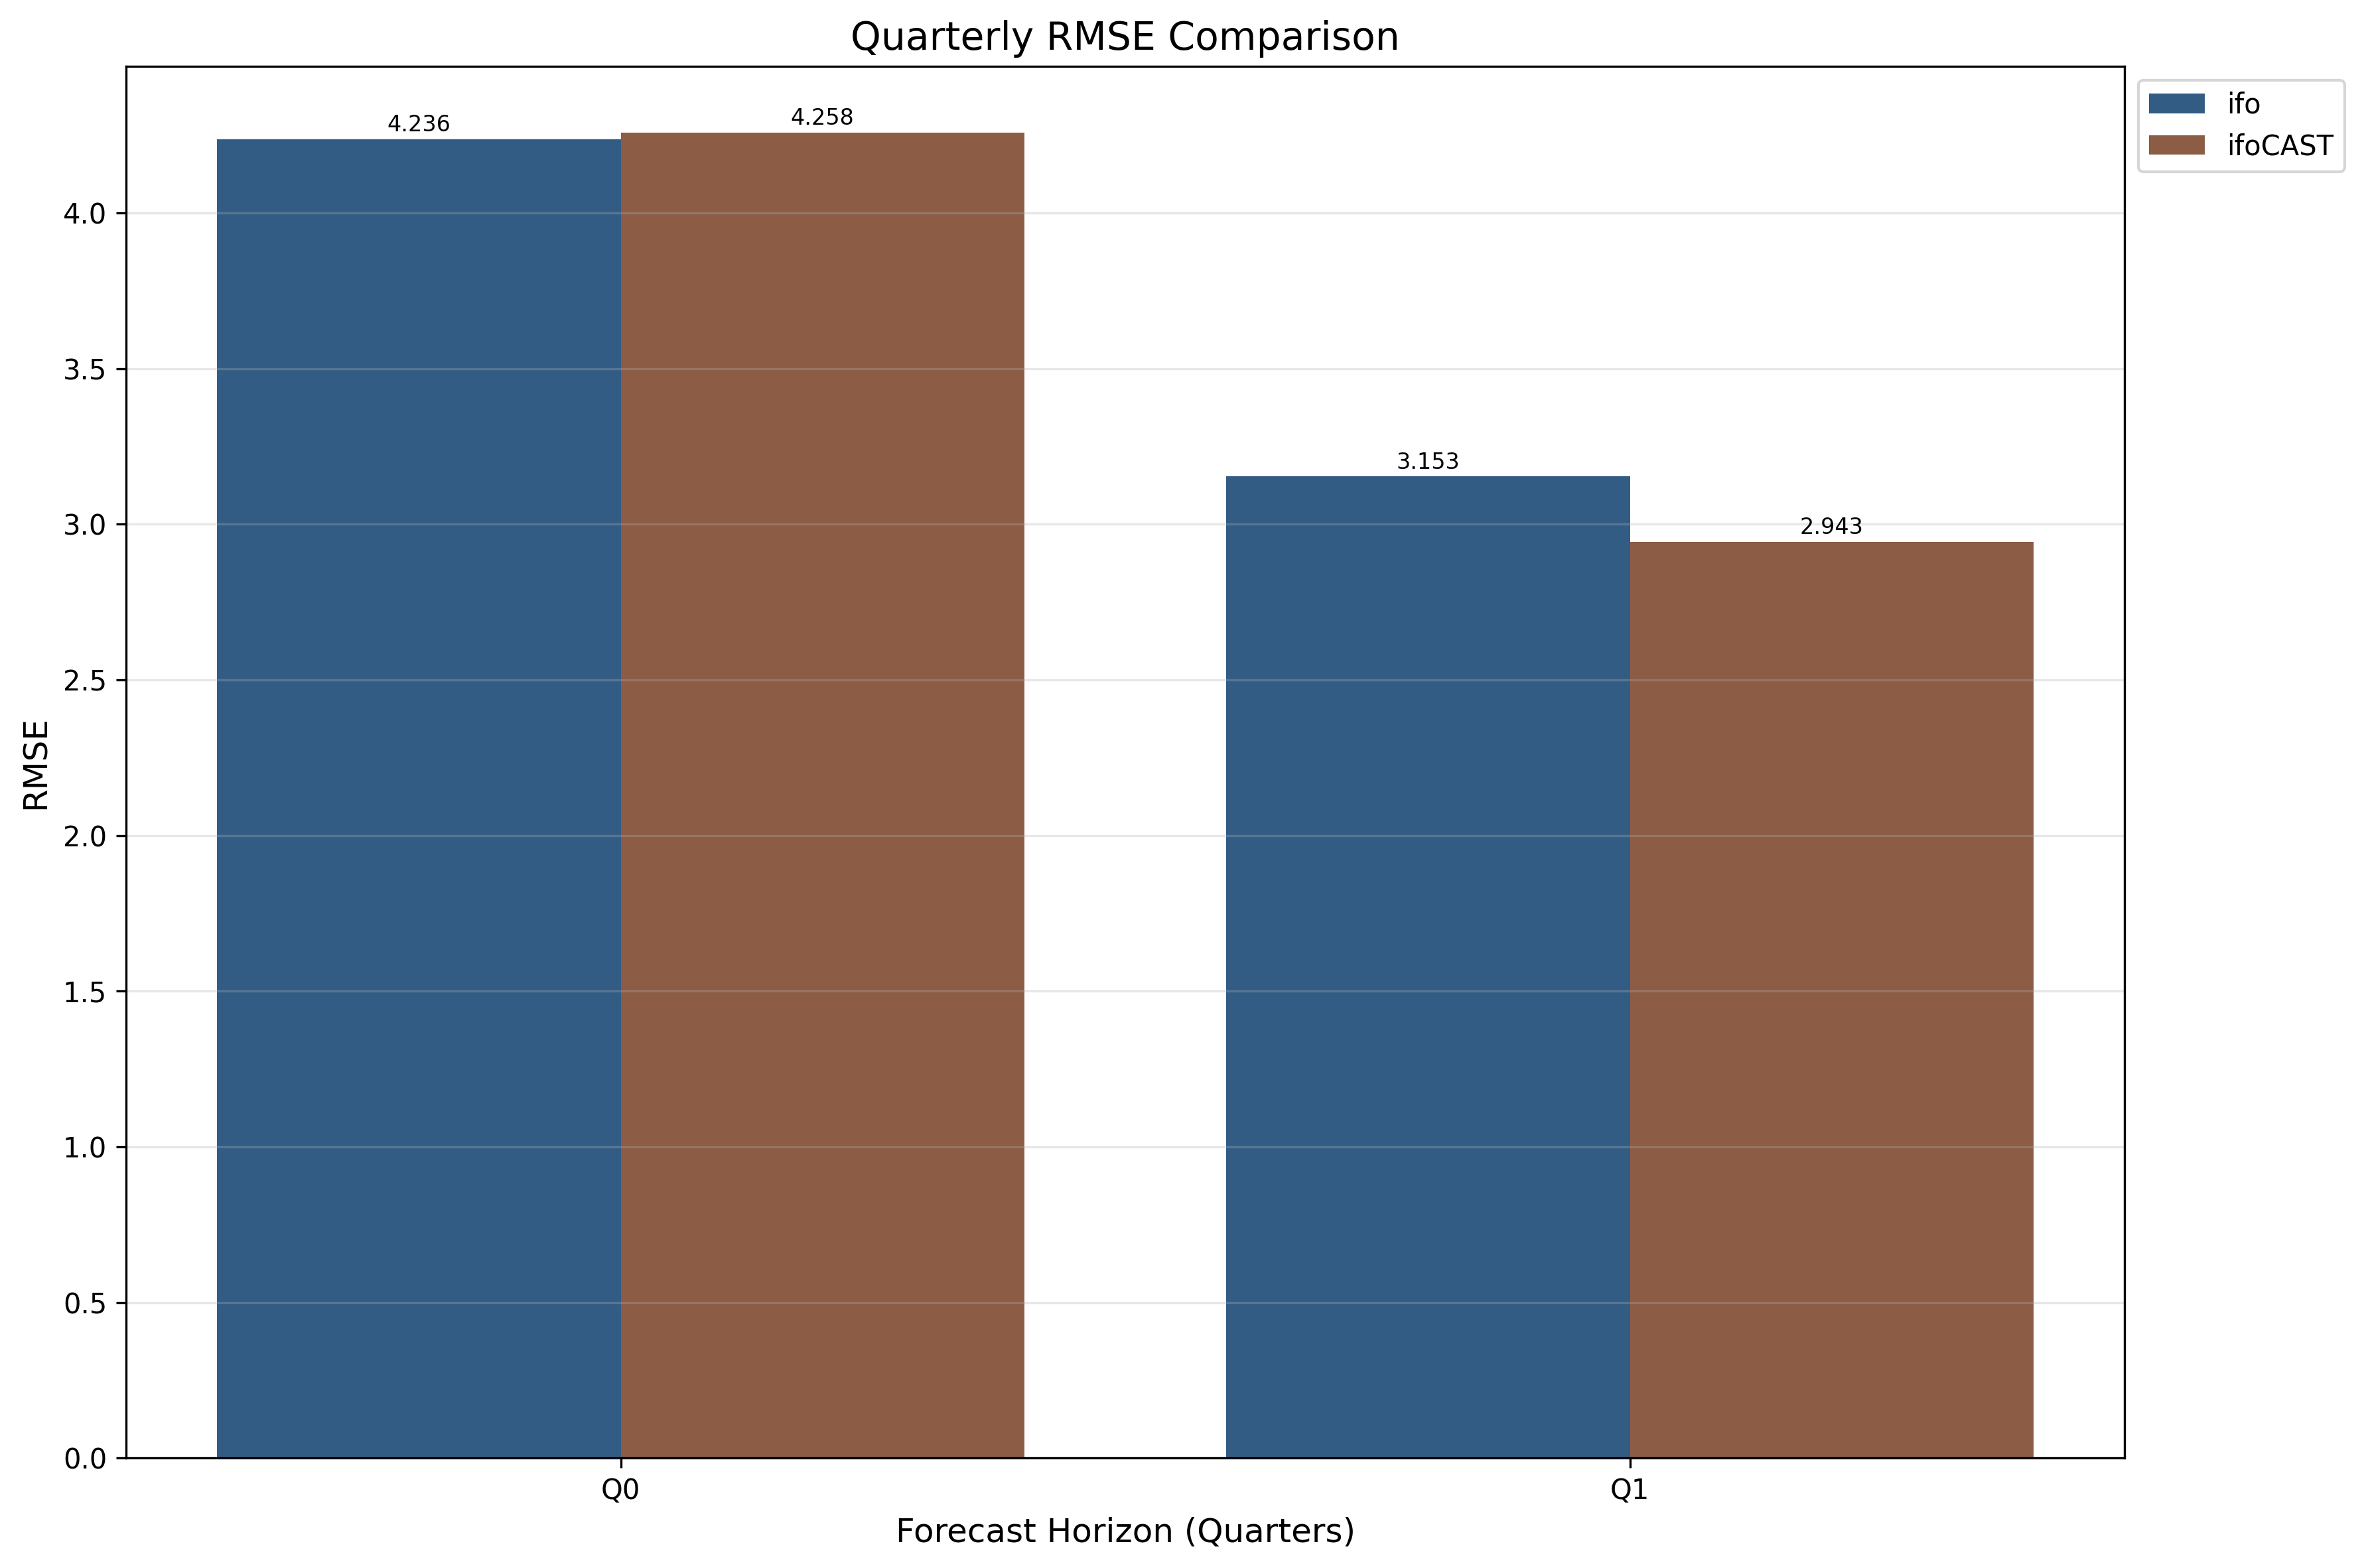 Quarterly RMSE Comparison
ifo
ifoCAST
4.236
4.258
3.153
2.943
4.0
3.5
3.0
2.5
2.0
1.5
1.0
0.5
0.0
RMSE
Q0
Q1
Forecast Horizon (Quarters)